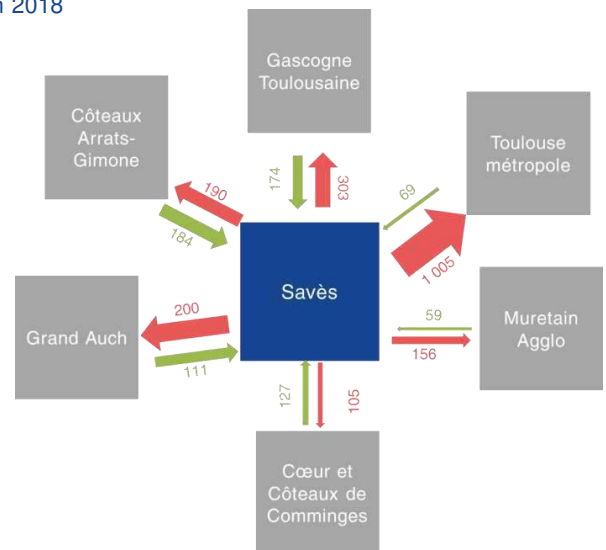 n 2018
Gascogne
Toulousaine
Côteaux
Arrats-
Gimone
Toulouse
métropole
190
184
174
303
69
1 005
Savès
Grand Auch
200
111
59
156
Muretain
Agglo
127
105
Cœur et
Côteaux de
Comminges